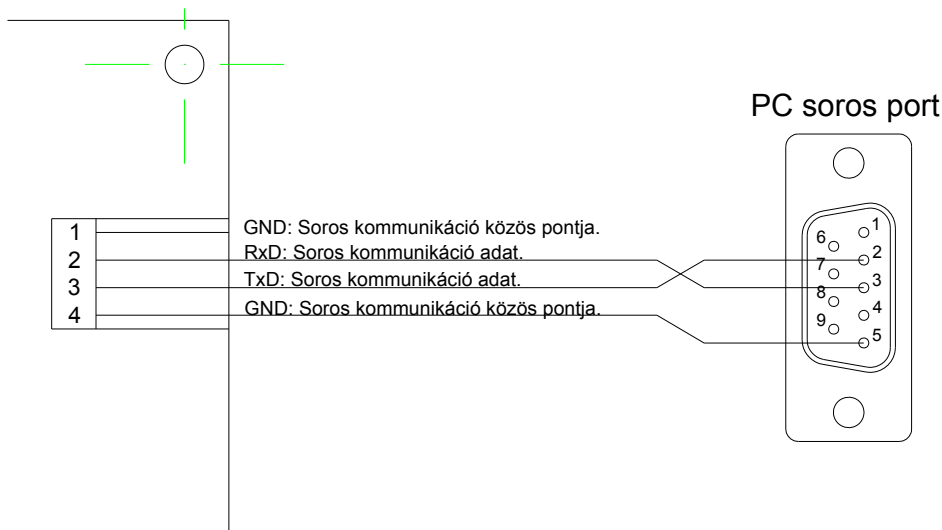 PC soros port
1 GND: Soros kommunikáció közös pontja.
2 RxD: Soros kommunikáció adat.
3 TxD: Soros kommunikáció adat.
4 GND: Soros kommunikáció közös pontja.
1
6
2
7
3
8
4
9
5